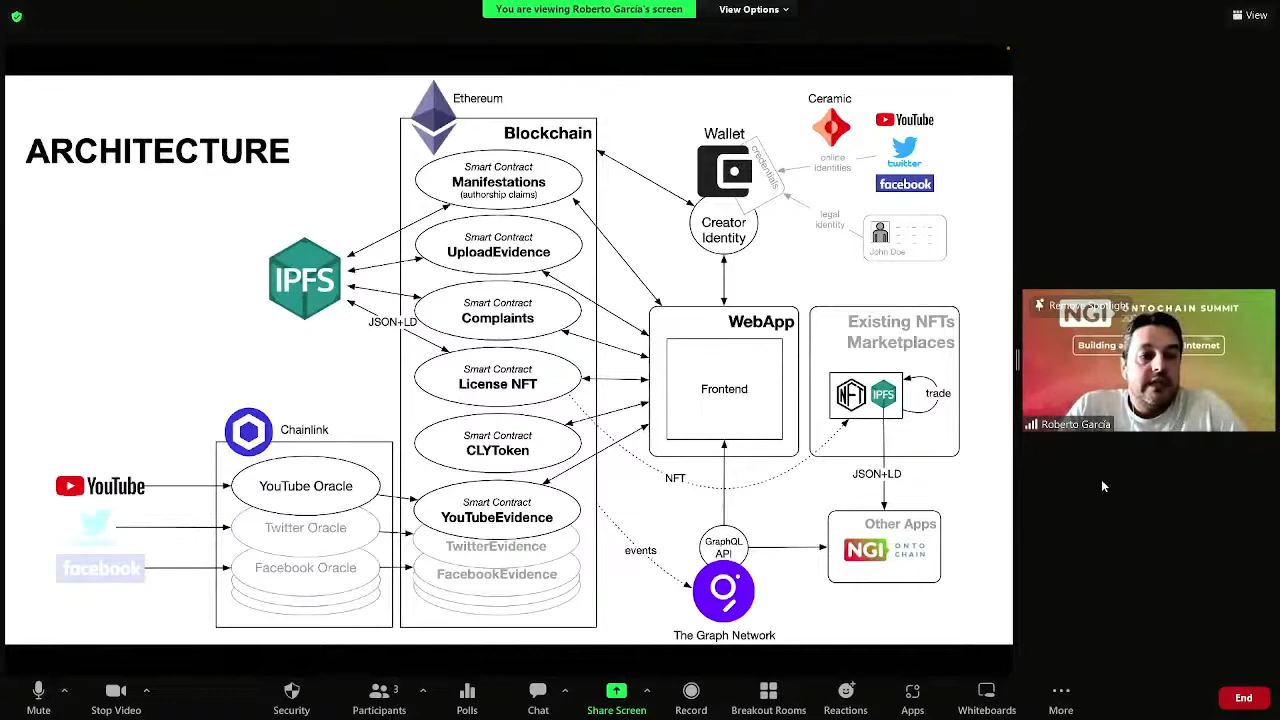 You are viewing Roberto García's screen
View Options
View
ARCHITECTURE
Ethereum
Blockchain
Smart Contract
Manifestations
(authorship claims)
Smart Contract
UploadEvidence
Smart Contract
Complaints
Smart Contract
License NFT
Smart Contract
CLYToken
Smart Contract
YouTubeEvidence
TwitterEvidence
FacebookEvidence
IPFS
JSON+LD
Chainlink
YouTube
YouTube Oracle
Twitter Oracle
facebook
Facebook Oracle
Wallet
credentials
Creator
Identity
Ceramic
YouTube
twitter
facebook
online
identities
legal
identity
John Doe
WebApp
Frontend
Existing NFTs
Marketplaces
NFT
IPFS
trade
NFT
JSON+LD
events
GraphQL
API
The Graph Network
Other Apps
NGI
ONTO
CHAIN
NGI ONTOCHAIN SUMMIT
Building a
Internet
Roberto García
Mute
Stop Video
Security
3
Participants
Polls
Chat
Share Screen
Record
Breakout Rooms
Reactions
Apps
Whiteboards
More
End